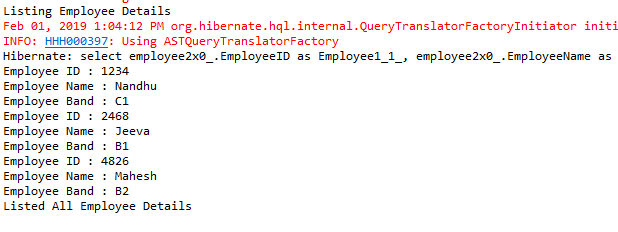 Listing Employee Details
Feb 01, 2019 1:04:12 PM org.hibernate.hql.internal.QueryTranslatorFactoryInitiator initi
INFO: HHH000397: Using ASTQueryTranslatorFactory
Hibernate: select employee2x0_.EmployeeID as Employee1_1_, employee2x0_.EmployeeName as
Employee ID : 1234
Employee Name : Nandhu
Employee Band : C1
Employee ID : 2468
Employee Name : Jeeva
Employee Band : B1
Employee ID : 4826
Employee Name : Mahesh
Employee Band : B2
Listed All Employee Details